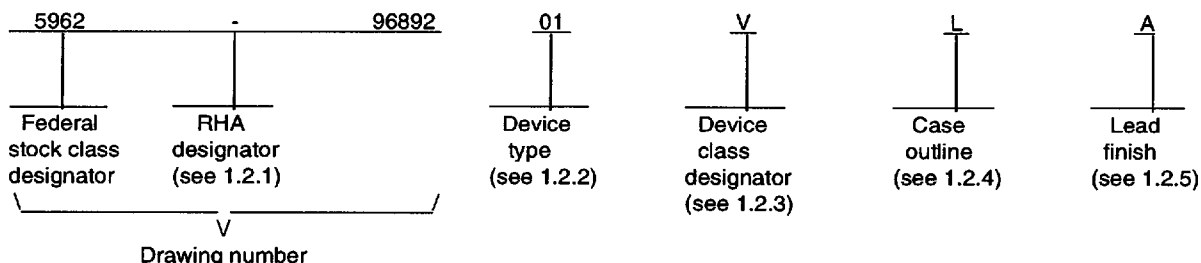 5962 - 96892 01 V L A
Federal stock class designator
RHA designator (see 1.2.1)
Device type (see 1.2.2)
Device class designator (see 1.2.3)
Case outline (see 1.2.4)
Lead finish (see 1.2.5)
V
Drawing number